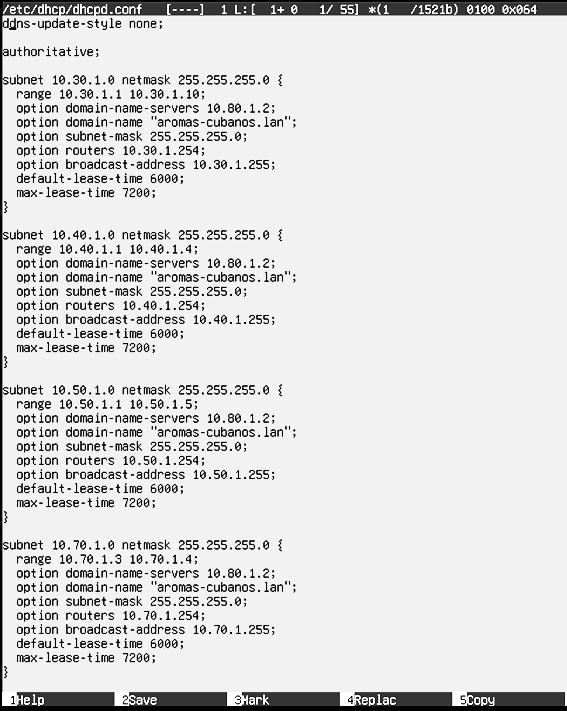 /etc/dhcp/dhcpd.conf [----] 1 L:[ 1+ 0 1/ 55] *(1 /1521b) 0100 0x064
ddns-update-style none;
authoritative;
subnet 10.30.1.0 netmask 255.255.255.0 {
range 10.30.1.1 10.30.1.10;
option domain-name-servers 10.80.1.2;
option domain-name "aromas-cubanos.lan";
option subnet-mask 255.255.255.0;
option routers 10.30.1.254;
option broadcast-address 10.30.1.255;
default-lease-time 6000;
max-lease-time 7200;
}
subnet 10.40.1.0 netmask 255.255.255.0 {
range 10.40.1.1 10.40.1.4;
option domain-name-servers 10.80.1.2;
option domain-name "aromas-cubanos.lan";
option subnet-mask 255.255.255.0;
option routers 10.40.1.254;
option broadcast-address 10.40.1.255;
default-lease-time 6000;
max-lease-time 7200;
}
subnet 10.50.1.0 netmask 255.255.255.0 {
range 10.50.1.1 10.50.1.5;
option domain-name-servers 10.80.1.2;
option domain-name "aromas-cubanos.lan";
option subnet-mask 255.255.255.0;
option routers 10.50.1.254;
option broadcast-address 10.50.1.255;
default-lease-time 6000;
max-lease-time 7200;
}
subnet 10.70.1.0 netmask 255.255.255.0 {
range 10.70.1.3 10.70.1.4;
option domain-name-servers 10.80.1.2;
option domain-name "aromas-cubanos.lan";
option subnet-mask 255.255.255.0;
option routers 10.70.1.254;
option broadcast-address 10.70.1.255;
default-lease-time 6000;
max-lease-time 7200;
}
1Help 2Save 3Mark 4Replac 5Copy